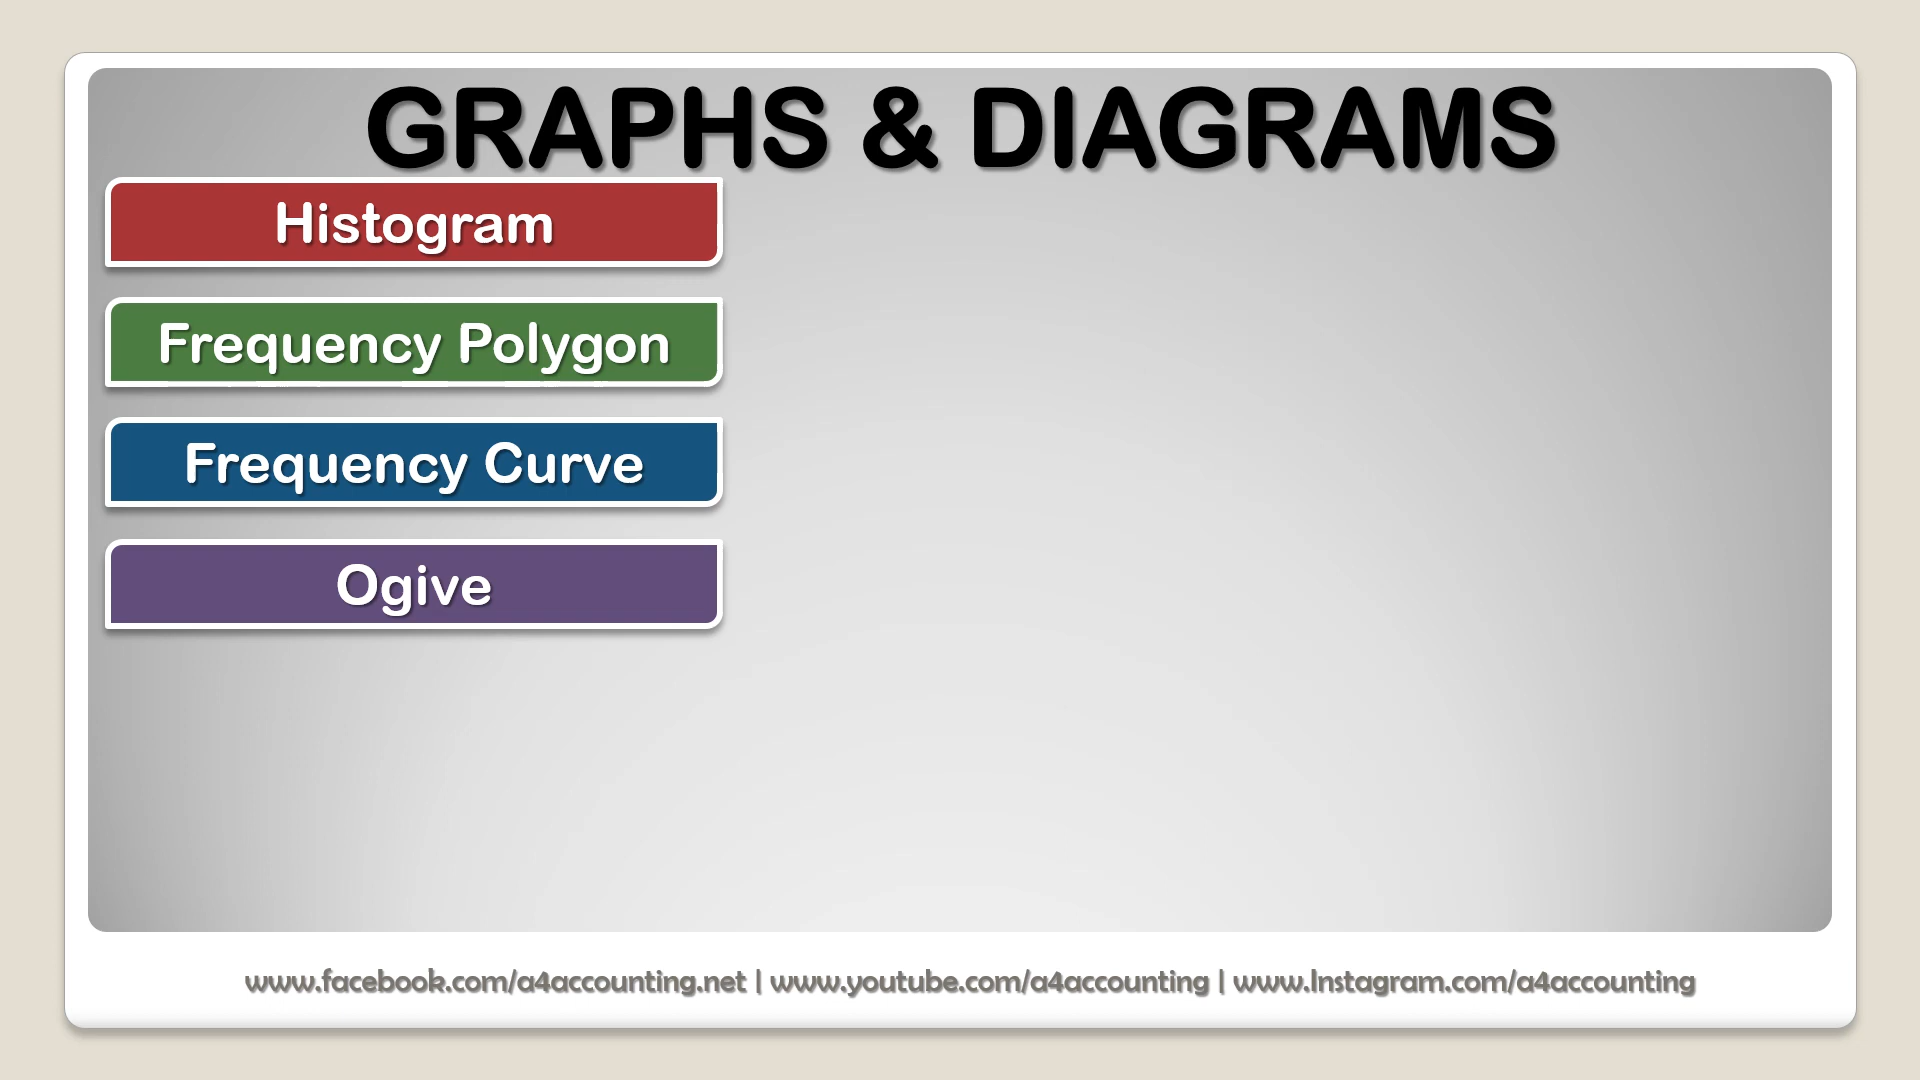 GRAPHS & DIAGRAMS
Histogram
Frequency Polygon
Frequency Curve
Ogive
www.facebook.com/a4accounting.net | www.youtube.com/a4accounting | www.Instagram.com/a4accounting